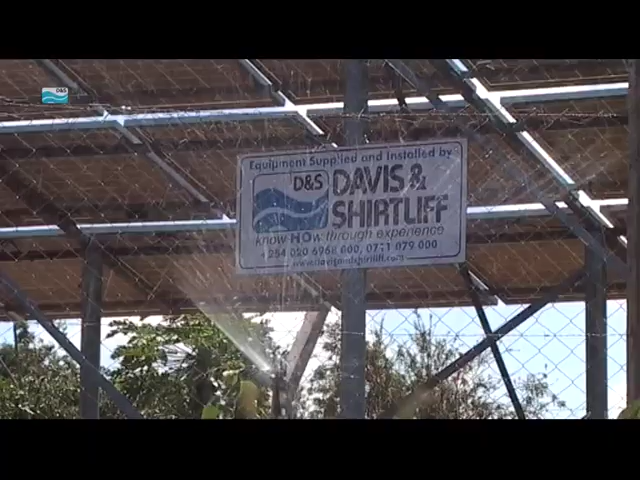 D&S
Equipment Supplied and Installed by
D&S
DAVIS &
SHIRTLIFF
know HOw through experience
+254 020 6968 000, 0711 079 000
www.davisandshirtliff.com